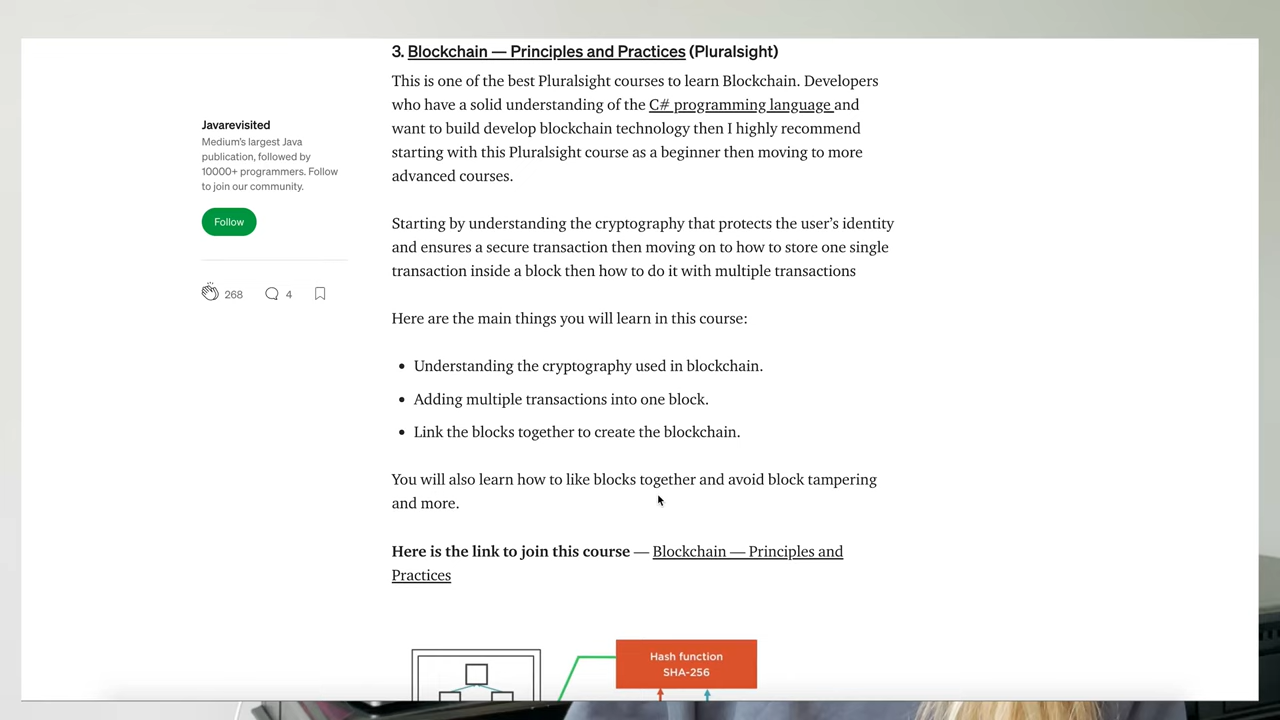 3. Blockchain — Principles and Practices (Pluralsight)
This is one of the best Pluralsight courses to learn Blockchain. Developers
who have a solid understanding of the C# programming language and
want to build develop blockchain technology then I highly recommend
starting with this Pluralsight course as a beginner then moving to more
advanced courses.
Javarevisited
Medium's largest Java
publication, followed by
10000+ programmers. Follow
to join our community.
Follow
268
4
Starting by understanding the cryptography that protects the user’s identity
and ensures a secure transaction then moving on to how to store one single
transaction inside a block then how to do it with multiple transactions
Here are the main things you will learn in this course:
• Understanding the cryptography used in blockchain.
• Adding multiple transactions into one block.
• Link the blocks together to create the blockchain.
You will also learn how to like blocks together and avoid block tampering
and more.
Here is the link to join this course — Blockchain — Principles and
Practices
Hash function
SHA-256